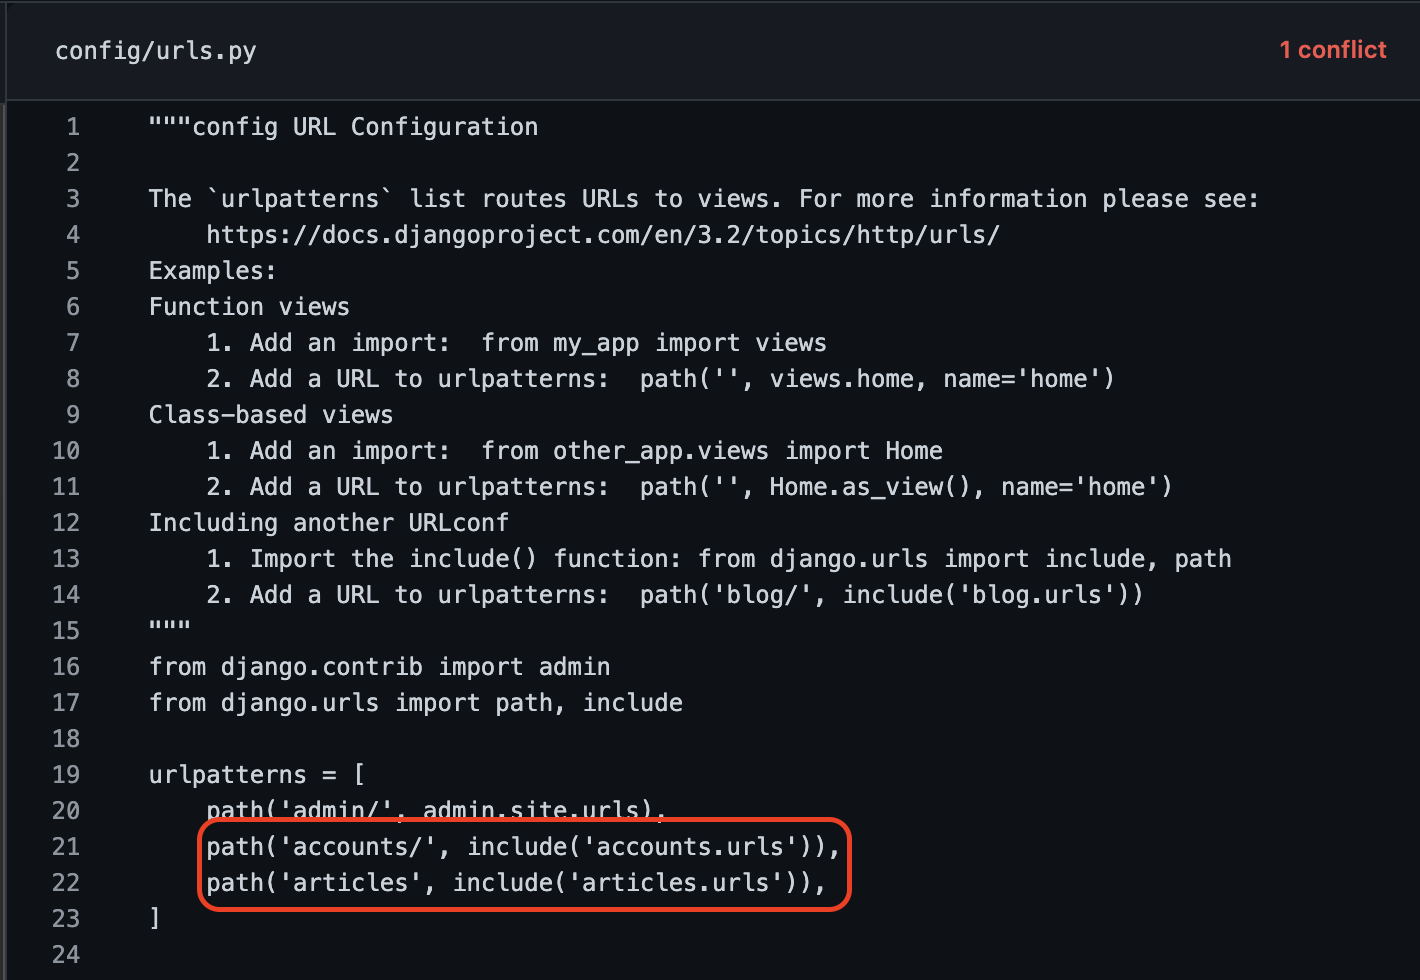 config/urls.py
1 conflict
1 """config URL Configuration
2
3 The `urlpatterns` list routes URLs to views. For more information please see:
4     https://docs.djangoproject.com/en/3.2/topics/http/urls/
5 Examples:
6 Function views
7     1. Add an import:  from my_app import views
8     2. Add a URL to urlpatterns:  path('', views.home, name='home')
9 Class-based views
10     1. Add an import:  from other_app.views import Home
11     2. Add a URL to urlpatterns:  path('', Home.as_view(), name='home')
12 Including another URLconf
13     1. Import the include() function: from django.urls import include, path
14     2. Add a URL to urlpatterns:  path('blog/', include('blog.urls'))
15 """
16 from django.contrib import admin
17 from django.urls import path, include
18
19 urlpatterns = [
20     path('admin/', admin.site.urls),
21     path('accounts/', include('accounts.urls')),
22     path('articles', include('articles.urls')),
23 ]
24